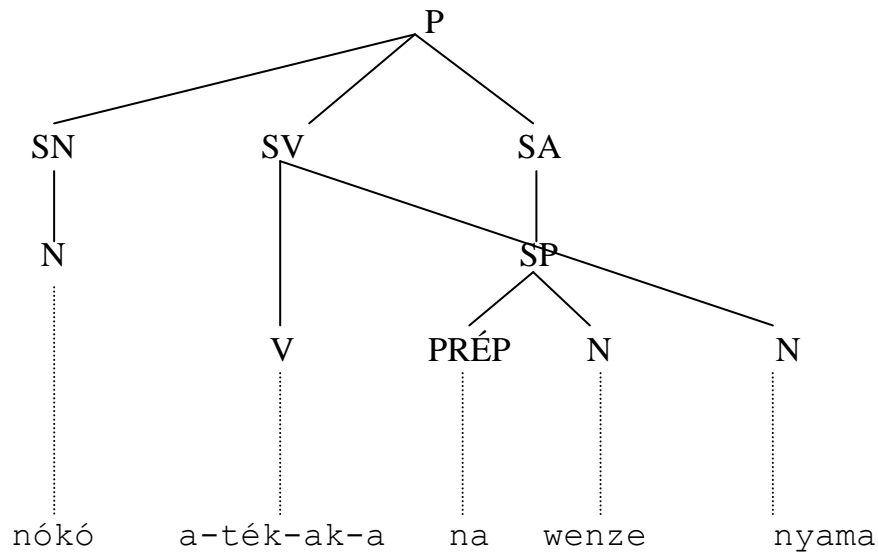 P
SN SV SA
N SP
V PRÉP N N
nókó a-ték-ak-a na wenze nyama